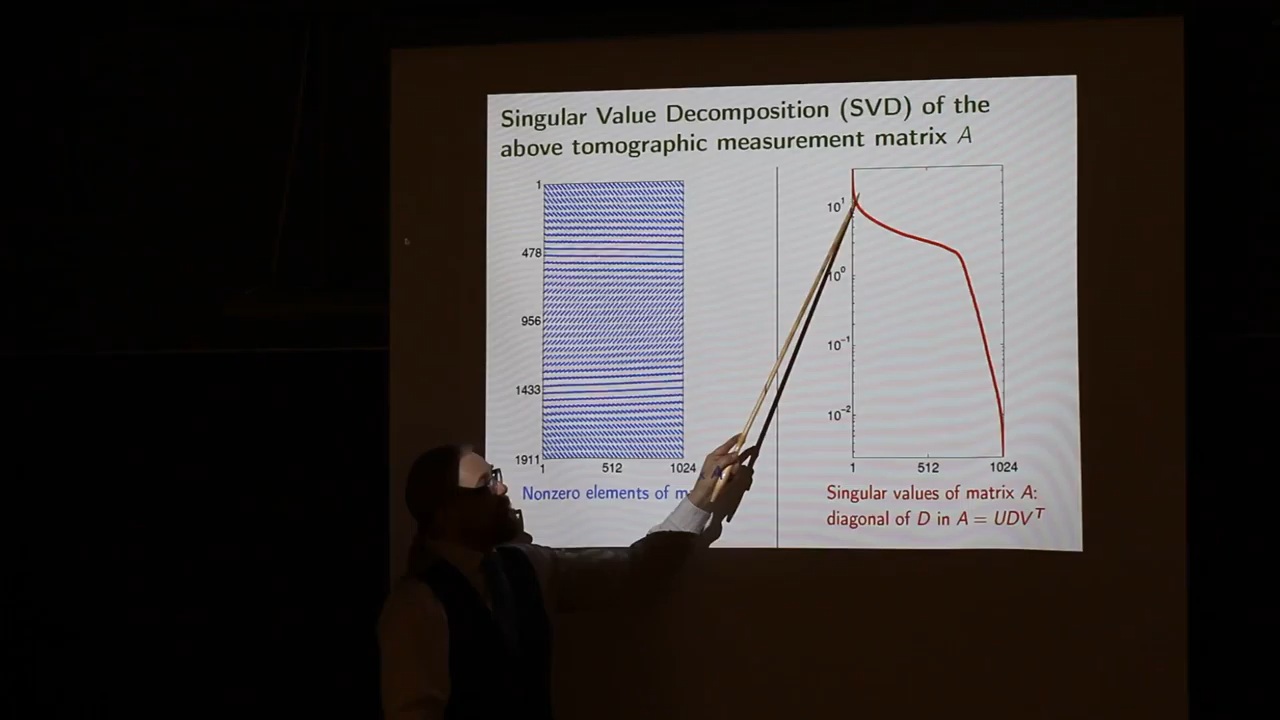 Singular Value Decomposition (SVD) of the
above tomographic measurement matrix A
1
478
956
1433
1911
1 512 1024
Nonzero elements of
10¹
10⁰
10⁻¹
10⁻²
1 512 1024
Singular values of matrix A:
diagonal of D in A = UDVᵀ